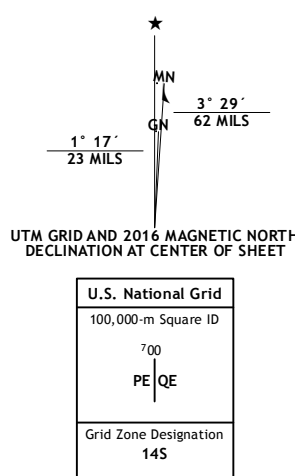 ★
MN
GN
3° 29´
62 MILS
1° 17´
23 MILS
UTM GRID AND 2016 MAGNETIC NORTH
DECLINATION AT CENTER OF SHEET
U.S. National Grid
100,000-m Square ID
⁷00
PE QE
Grid Zone Designation
14S